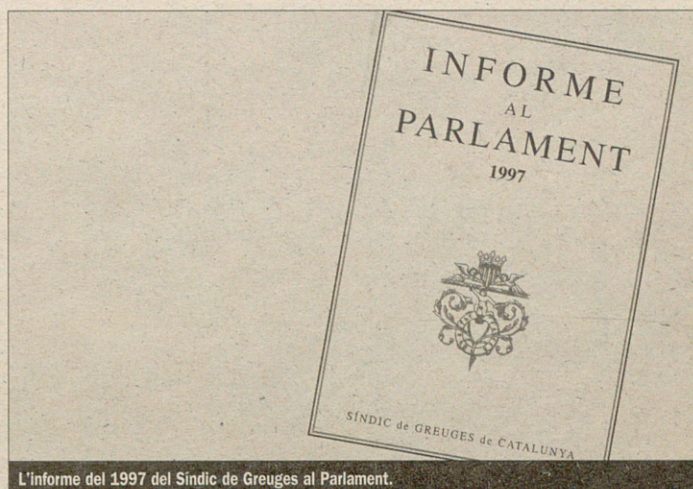 INFORME
AL
PARLAMENT
1997
SÍNDIC de GREUGES de CATALUNYA
L'informe del 1997 del Síndic de Greuges al Parlament.